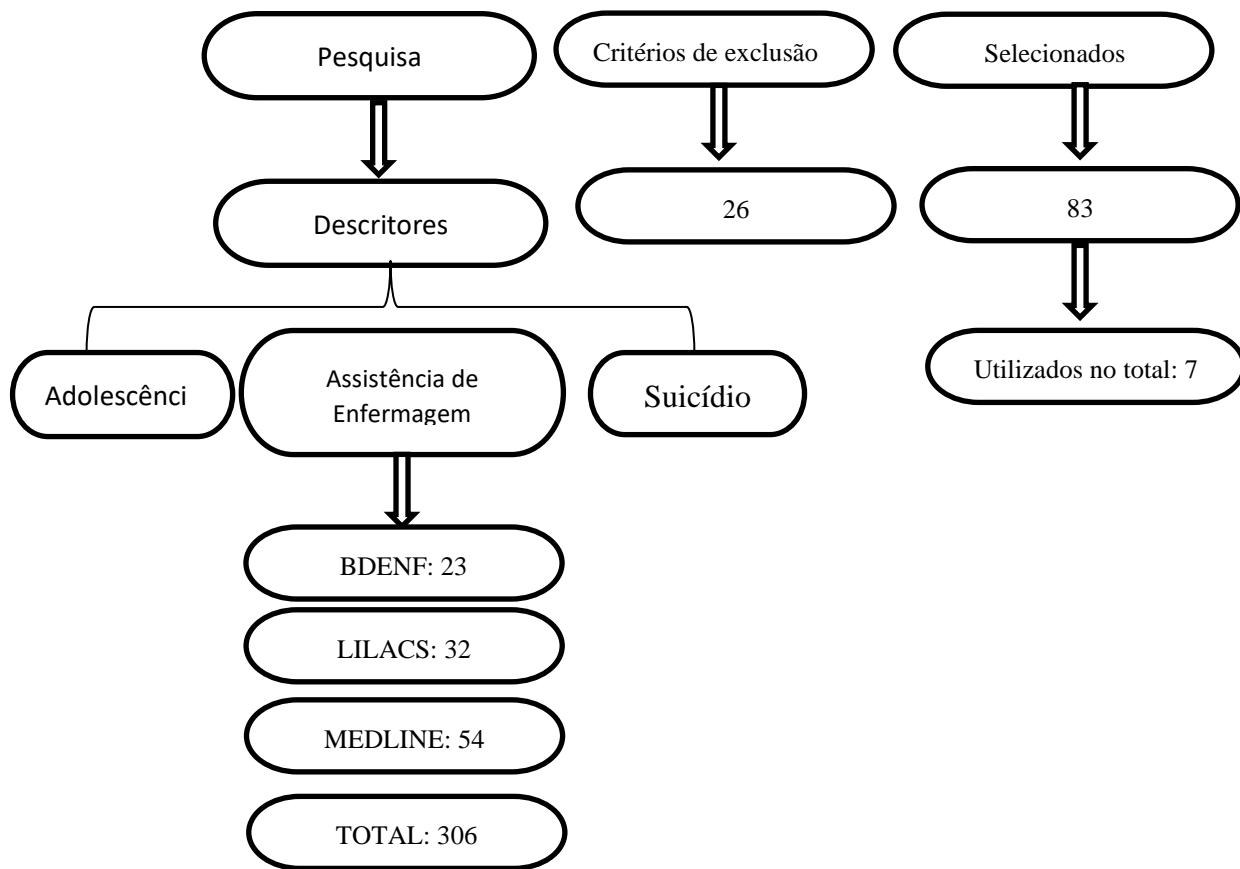 Pesquisa
Critérios de exclusão
Selecionados
Descritores
26
83
Adolescênci
Assistência de
Enfermagem
Suicídio
Utilizados no total: 7
BDENF: 23
LILACS: 32
MEDLINE: 54
TOTAL: 306